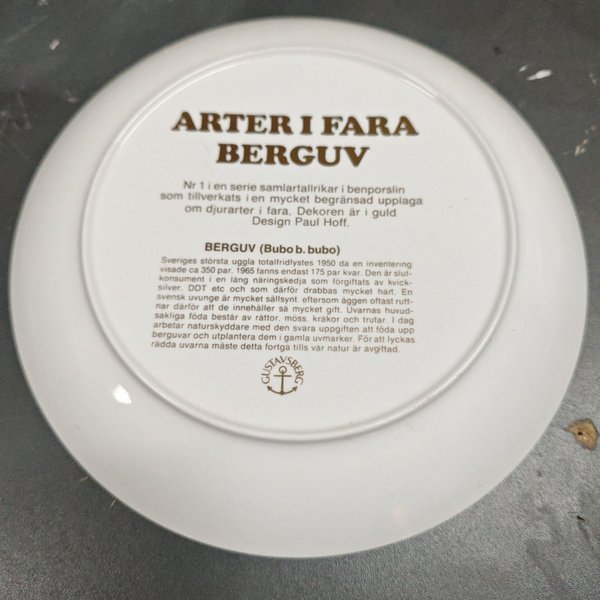 ARTER I FARA
BERGUV
Nr 1 i en serie samlartallrikar i benporslin
som tillverkats i en mycket begränsad upplaga
om djurarter i fara, Dekoren är i guld
Design Paul Hoff.
BERGUV (Bubo b. bubo)
Sveriges största uggla totalfridlystes 1950 da en inventering
visade ca 350 par. 1965 fanns endast 175 par kvar. Den är slut-
konsument i en lång näringskedja som förgiftats av kvick-
silver. DDT etc och som därför drabbas mycket hårt. En
svensk uvunge är mycket sällsynt. eftersom äggen oftast rutt-
nar därför att de innehåller så mycket gift. Uvarnas huvud-
sakliga föda består av råttor, möss, kråkor och trutar. I dag
arbetar naturskyddare med den svara uppgiften att föda upp
berguvar och utplantera dem i gamla uvmarker. För att lyckas
rädda uvarna måste detta fortgå tills vår natur är avgiftad.
GUSTAVSBERG